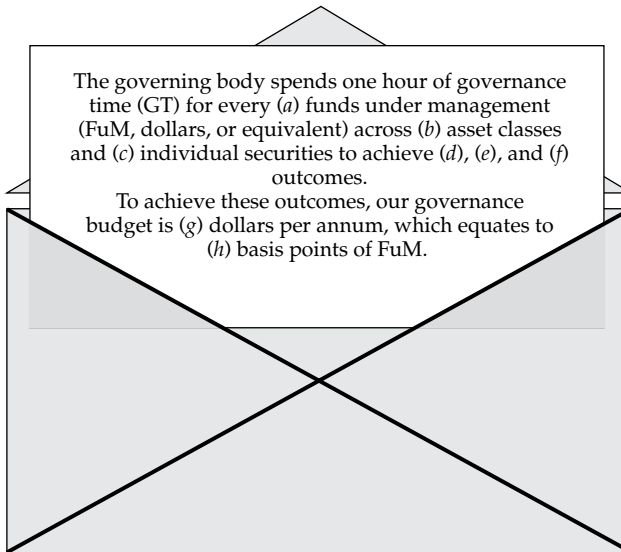 The governing body spends one hour of governance
time (GT) for every (a) funds under management
(FuM, dollars, or equivalent) across (b) asset classes
and (c) individual securities to achieve (d), (e), and (f)
outcomes.
To achieve these outcomes, our governance
budget is (g) dollars per annum, which equates to
(h) basis points of FuM.